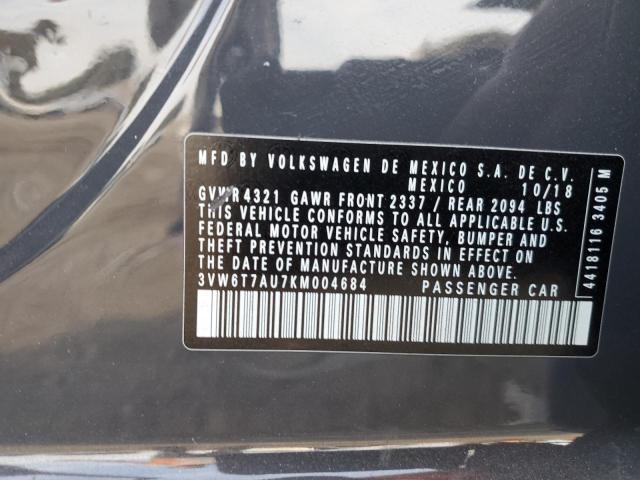 MFD BY VOLKSWAGEN DE MEXICO S.A. DE C.V.
MEXICO 10/18
GVWR 4321 GAWR FRONT 2337 / REAR 2094 LBS
THIS VEHICLE CONFORMS TO ALL APPLICABLE U.S.
FEDERAL MOTOR VEHICLE SAFETY, BUMPER AND
THEFT PREVENTION STANDARDS IN EFFECT ON
THE DATE OF MANUFACTURE SHOWN ABOVE.
3VW6T7AU7KM004684 PASSENGER CAR
4418116 3405 M